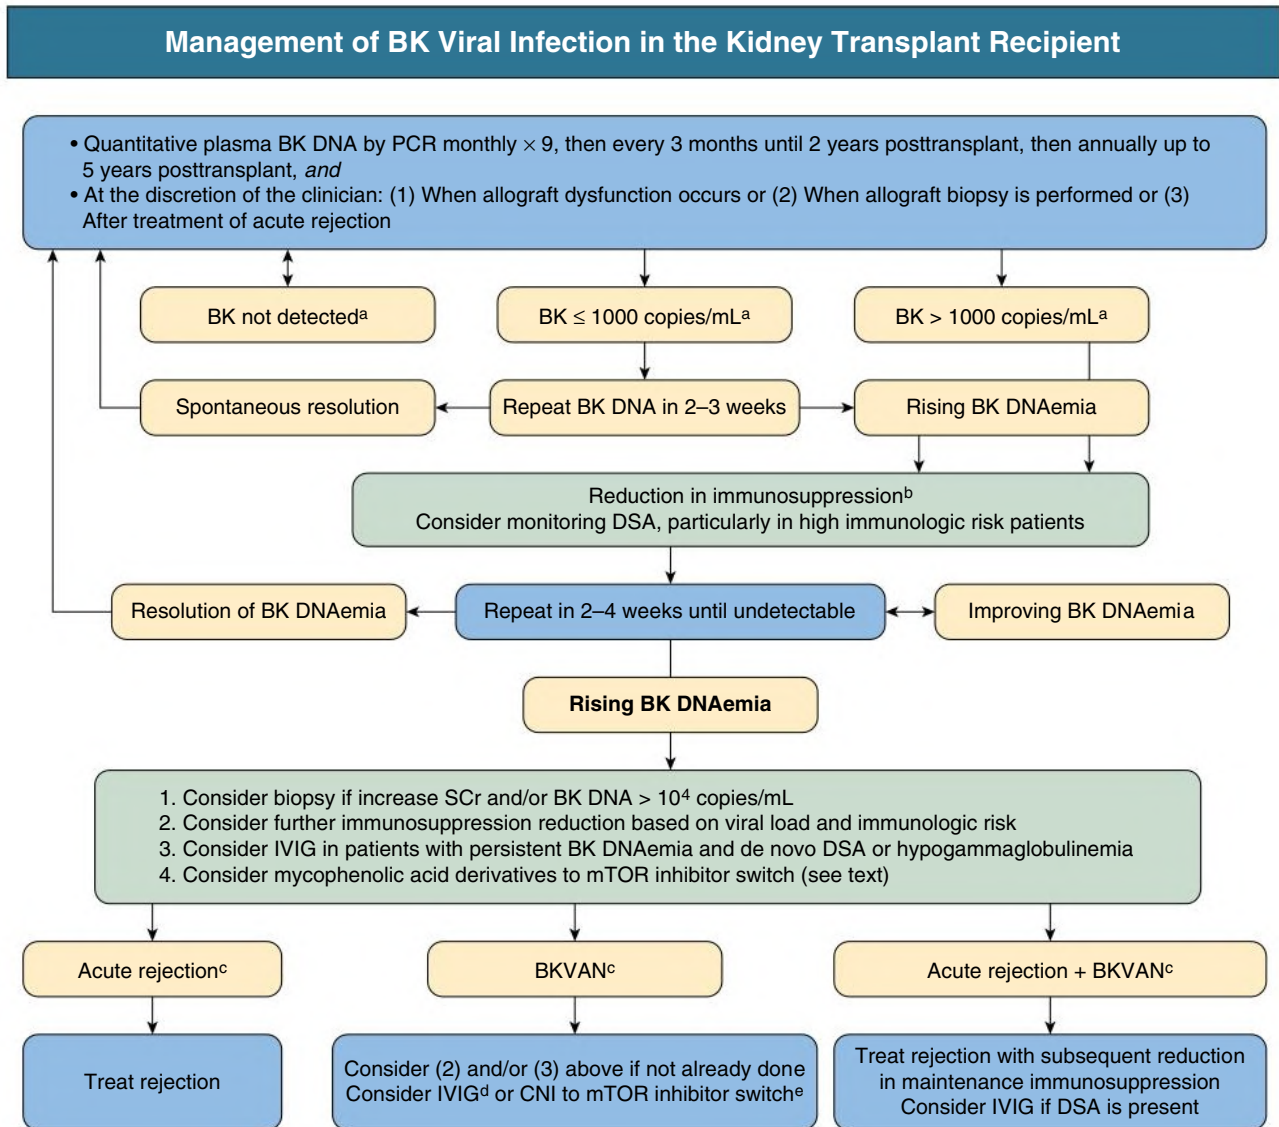 Management of BK Viral Infection in the Kidney Transplant Recipient
• Quantitative plasma BK DNA by PCR monthly × 9, then every 3 months until 2 years posttransplant, then annually up to
5 years posttransplant, and
• At the discretion of the clinician: (1) When allograft dysfunction occurs or (2) When allograft biopsy is performed or (3)
After treatment of acute rejection
BK not detectedᵃ
BK ≤ 1000 copies/mLᵃ
BK > 1000 copies/mLᵃ
Spontaneous resolution
Repeat BK DNA in 2–3 weeks
Rising BK DNAemia
Reduction in immunosuppressionᵇ
Consider monitoring DSA, particularly in high immunologic risk patients
Resolution of BK DNAemia
Repeat in 2–4 weeks until undetectable
Improving BK DNAemia
Rising BK DNAemia
1. Consider biopsy if increase SCr and/or BK DNA > 10⁴ copies/mL
2. Consider further immunosuppression reduction based on viral load and immunologic risk
3. Consider IVIG in patients with persistent BK DNAemia and de novo DSA or hypogammaglobulinemia
4. Consider mycophenolic acid derivatives to mTOR inhibitor switch (see text)
Acute rejectionᶜ
BKVANᶜ
Acute rejection + BKVANᶜ
Treat rejection
Consider (2) and/or (3) above if not already done
Consider IVIGᵈ or CNI to mTOR inhibitor switchᵉ
Treat rejection with subsequent reduction
in maintenance immunosuppression
Consider IVIG if DSA is present